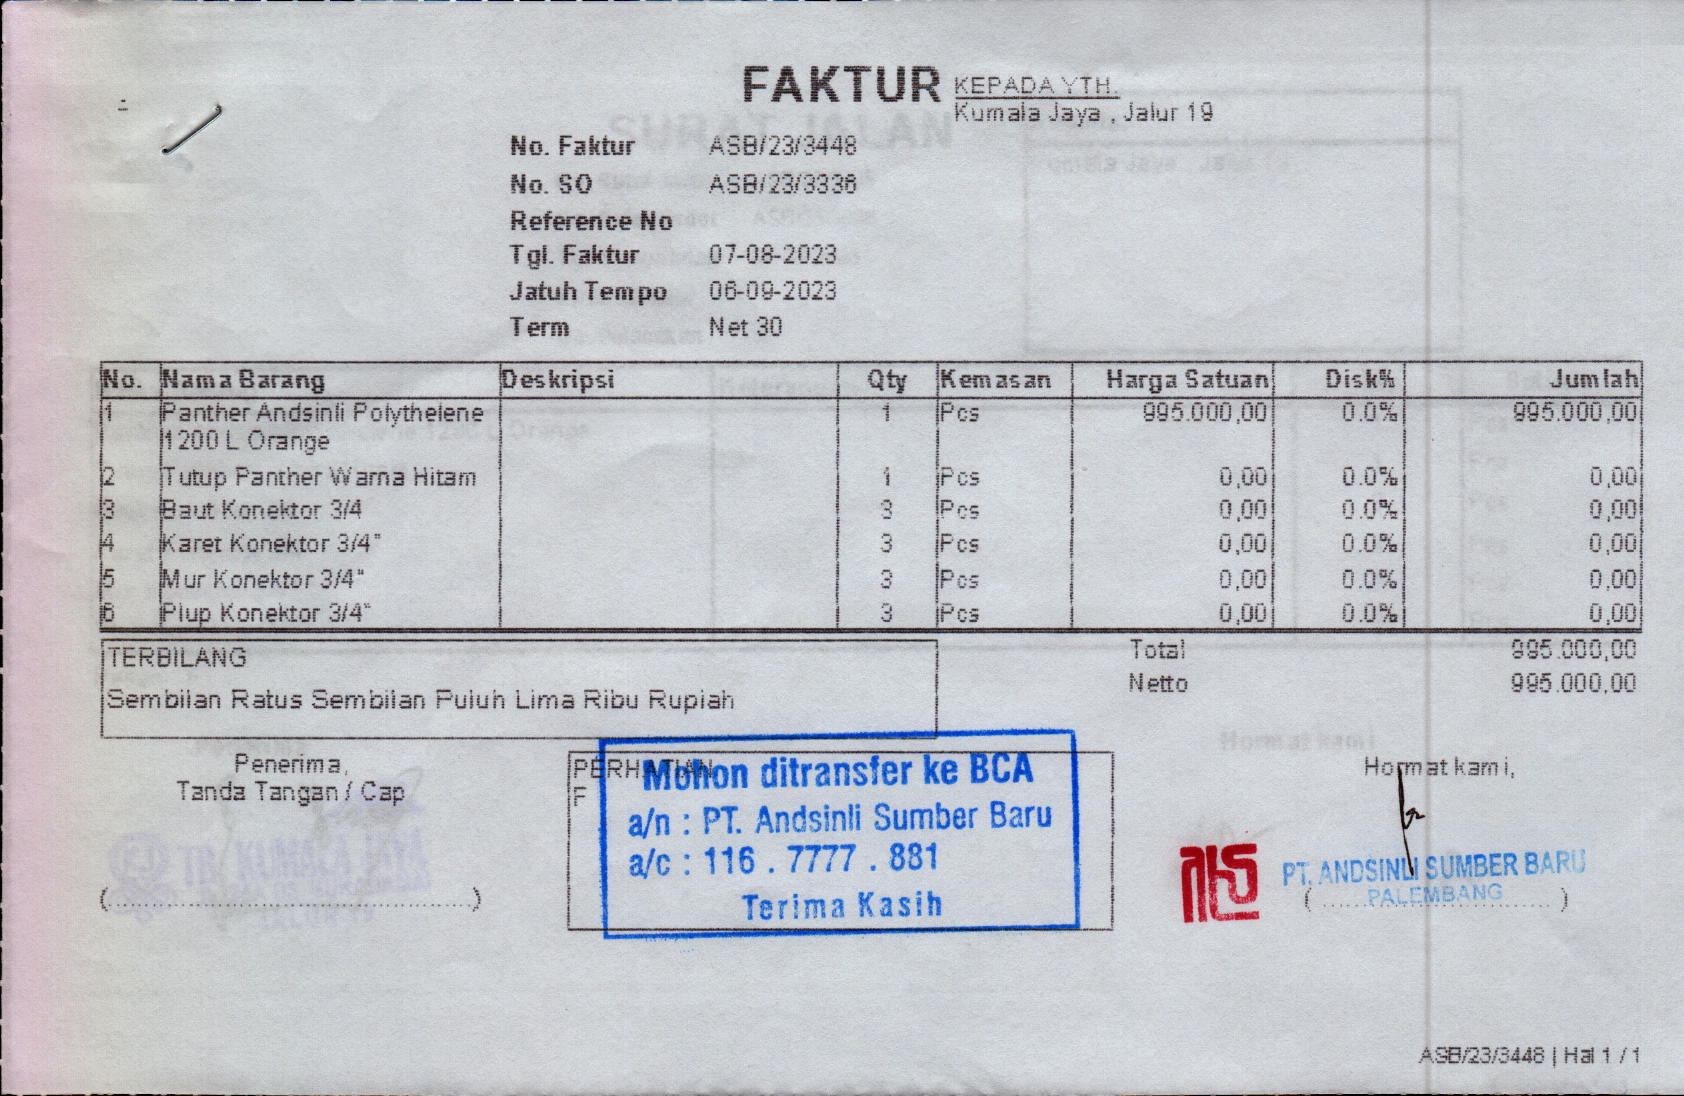 FAKTUR
KEPADA YTH.
Kumala Jaya , Jalur 19
No. Faktur ASB/23/3448
No. SO ASB/23/3336
Reference No
Tgl. Faktur 07-08-2023
Jatuh Tempo 06-09-2023
Term Net 30
No. Nama Barang Deskripsi Qty Kemasan Harga Satuan Disk% Jumlah
1 Panther Andsinli Polythelene 1 Pcs 995.000,00 0.0% 995.000,00
1200 L Orange
2 Tutup Panther Warna Hitam 1 Pcs 0,00 0.0% 0,00
3 Baut Konektor 3/4 3 Pcs 0,00 0.0% 0,00
4 Karet Konektor 3/4" 3 Pcs 0,00 0.0% 0,00
5 Mur Konektor 3/4" 3 Pcs 0,00 0.0% 0,00
6 Plup Konektor 3/4" 3 Pcs 0,00 0.0% 0,00
TERBILANG
Sembilan Ratus Sembilan Puluh Lima Ribu Rupiah
Total 995.000,00
Netto 995.000,00
Penerima,
Tanda Tangan / Cap
TB. KUMALA JAYA
JALUR 19
(..............................)
PERHATIAN
F
Mohon ditransfer ke BCA
a/n : PT. Andsinli Sumber Baru
a/c : 116 . 7777 . 881
Terima Kasih
Hormat kami,
PT. ANDSINLI SUMBER BARU
PALEMBANG
(..............................)
ASB/23/3448 | Hal 1 / 1